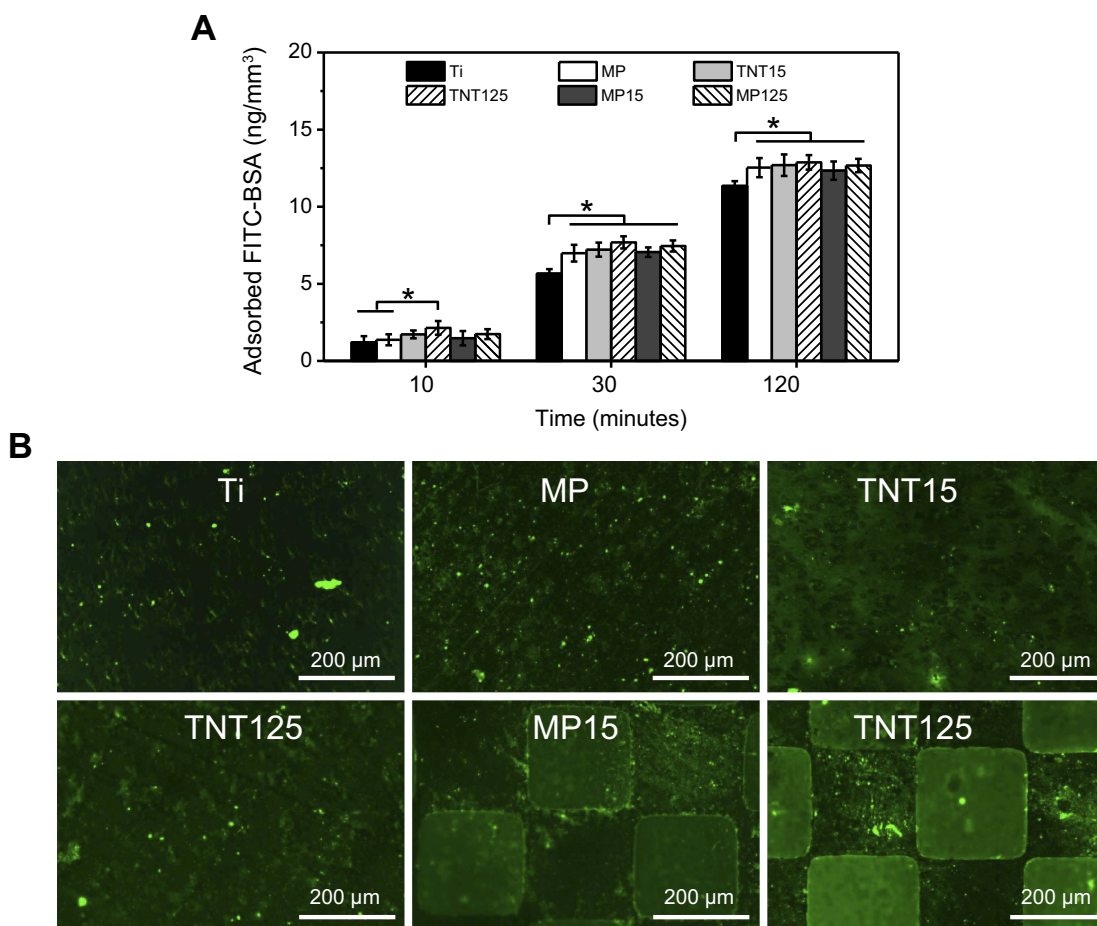 A
Adsorbed FITC-BSA (ng/mm³)
20
15
10
5
0
Ti
MP
TNT15
TNT125
MP15
MP125
*
*
*
10
30
120
Time (minutes)
B
Ti
200 µm
MP
200 µm
TNT15
200 µm
TNT125
200 µm
MP15
200 µm
TNT125
200 µm